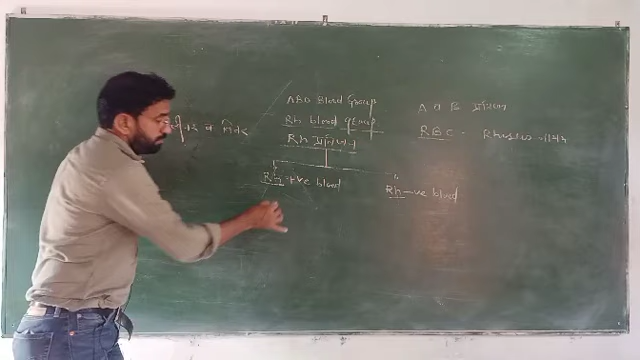 ABO Blood Group
Rh blood group
Rh प्रतिजन
Rh +ve blood
Rh -ve blood
A व B प्रतिजन
RBC -